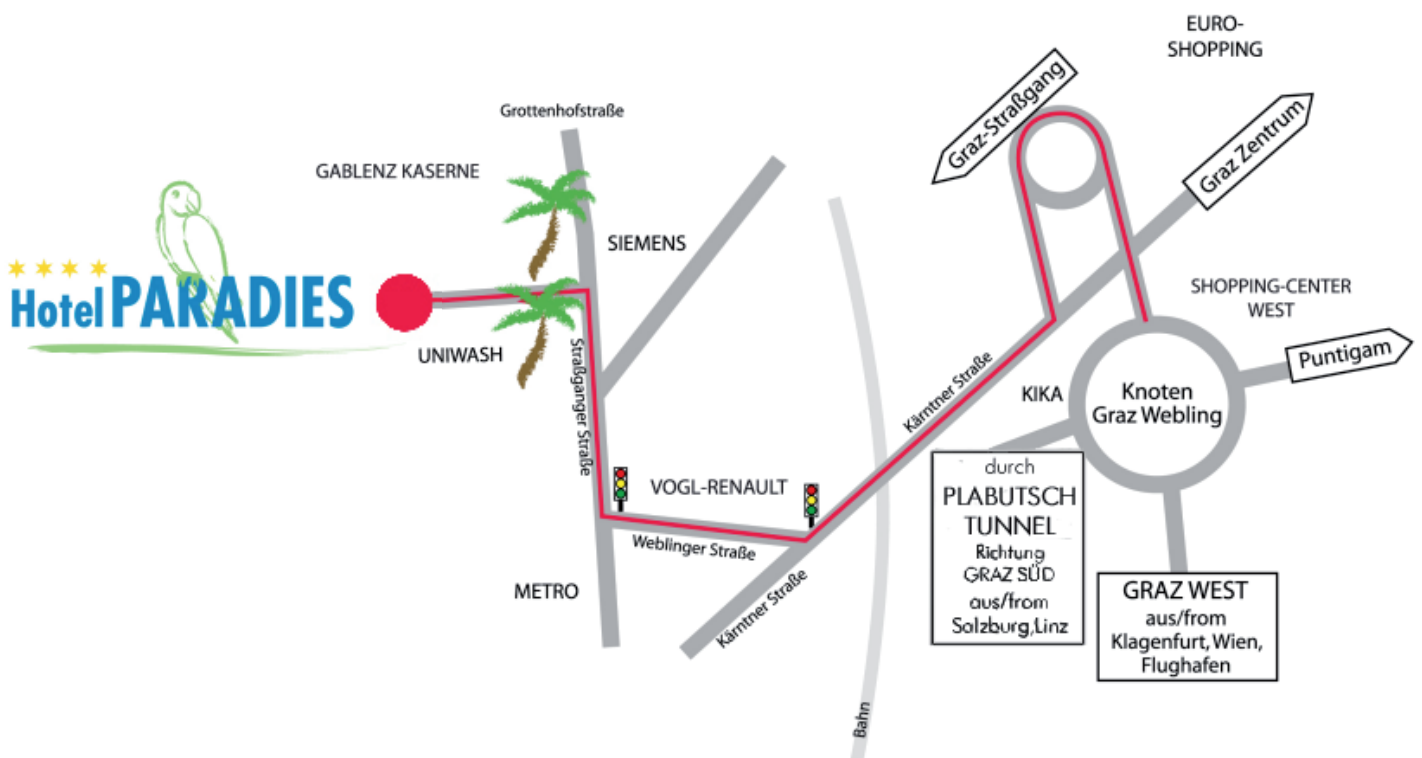 EURO-
SHOPPING
Graz-Straßgang
Graz Zentrum
Grottenhofstraße
GABLENZ KASERNE
SIEMENS
Hotel PARADIES
UNIWASH
Straßganger Straße
SHOPPING-CENTER
WEST
Puntigam
Kärntner Straße
KIKA
Knoten
Graz Webling
VOGL-RENAULT
Weblinger Straße
METRO
Kärntner Straße
Bahn
durch
PLABUTSCH
TUNNEL
Richtung
GRAZ SÜD
aus/from
Salzburg,Linz
GRAZ WEST
aus/from
Klagenfurt, Wien,
Flughafen